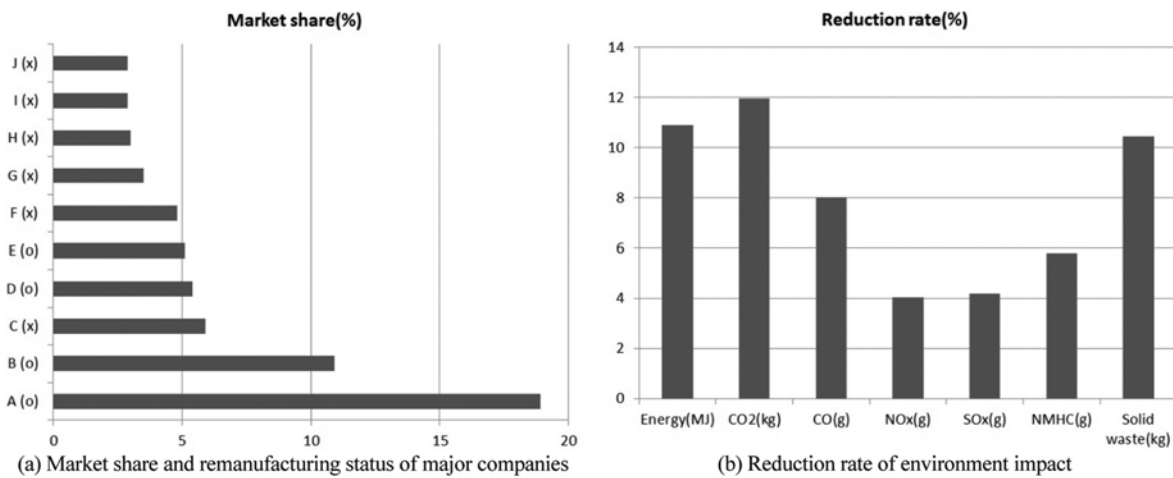 Market share(%)
J (x)
I (x)
H (x)
G (x)
F (x)
E (o)
D (o)
C (x)
B (o)
A (o)
0 5 10 15 20
(a) Market share and remanufacturing status of major companies
Reduction rate(%)
14
12
10
8
6
4
2
0
Energy(MJ) CO2(kg) CO(g) NOx(g) SOx(g) NMHC(g) Solid
waste(kg)
(b) Reduction rate of environment impact